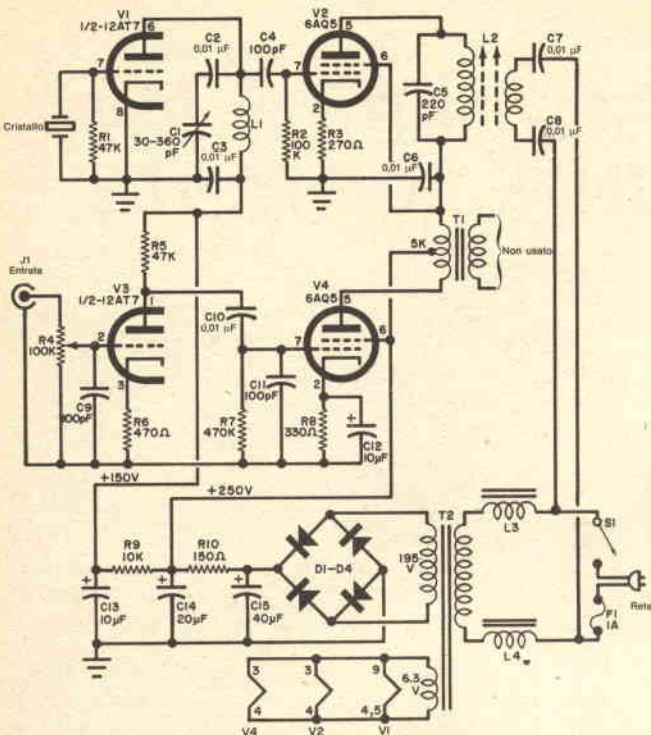 V1
1/2-12AT7
6
7
8
Cristallo
R1
47K
C2
0,01 µF
C1
30-360
pF
C3
0,01 µF
L1
C4
100pF
V2
6AQ5
5
7
6
2
R2
100
K
R3
270Ω
C5
220
pF
C6
0,01 µF
L2
C7
0,01 µF
C8
0,01 µF
R5
47K
T1
5K
Non usato
J1
Entrata
V3
1/2-12AT7
1
2
3
R4
100K
C9
100pF
R6
470Ω
C10
0,01 µF
V4
6AQ5
5
7
6
2
C11
100pF
R7
470K
R8
330Ω
C12
10µF
+
+150V
+250V
R9
10K
R10
150Ω
+
C13
10µF
+
C14
20µF
+
C15
40µF
D1-D4
195
V
T2
L3
L4
S1
F1
1A
Rete
3
4
V4
3
4
V2
9
4,5
V1
6.3
V